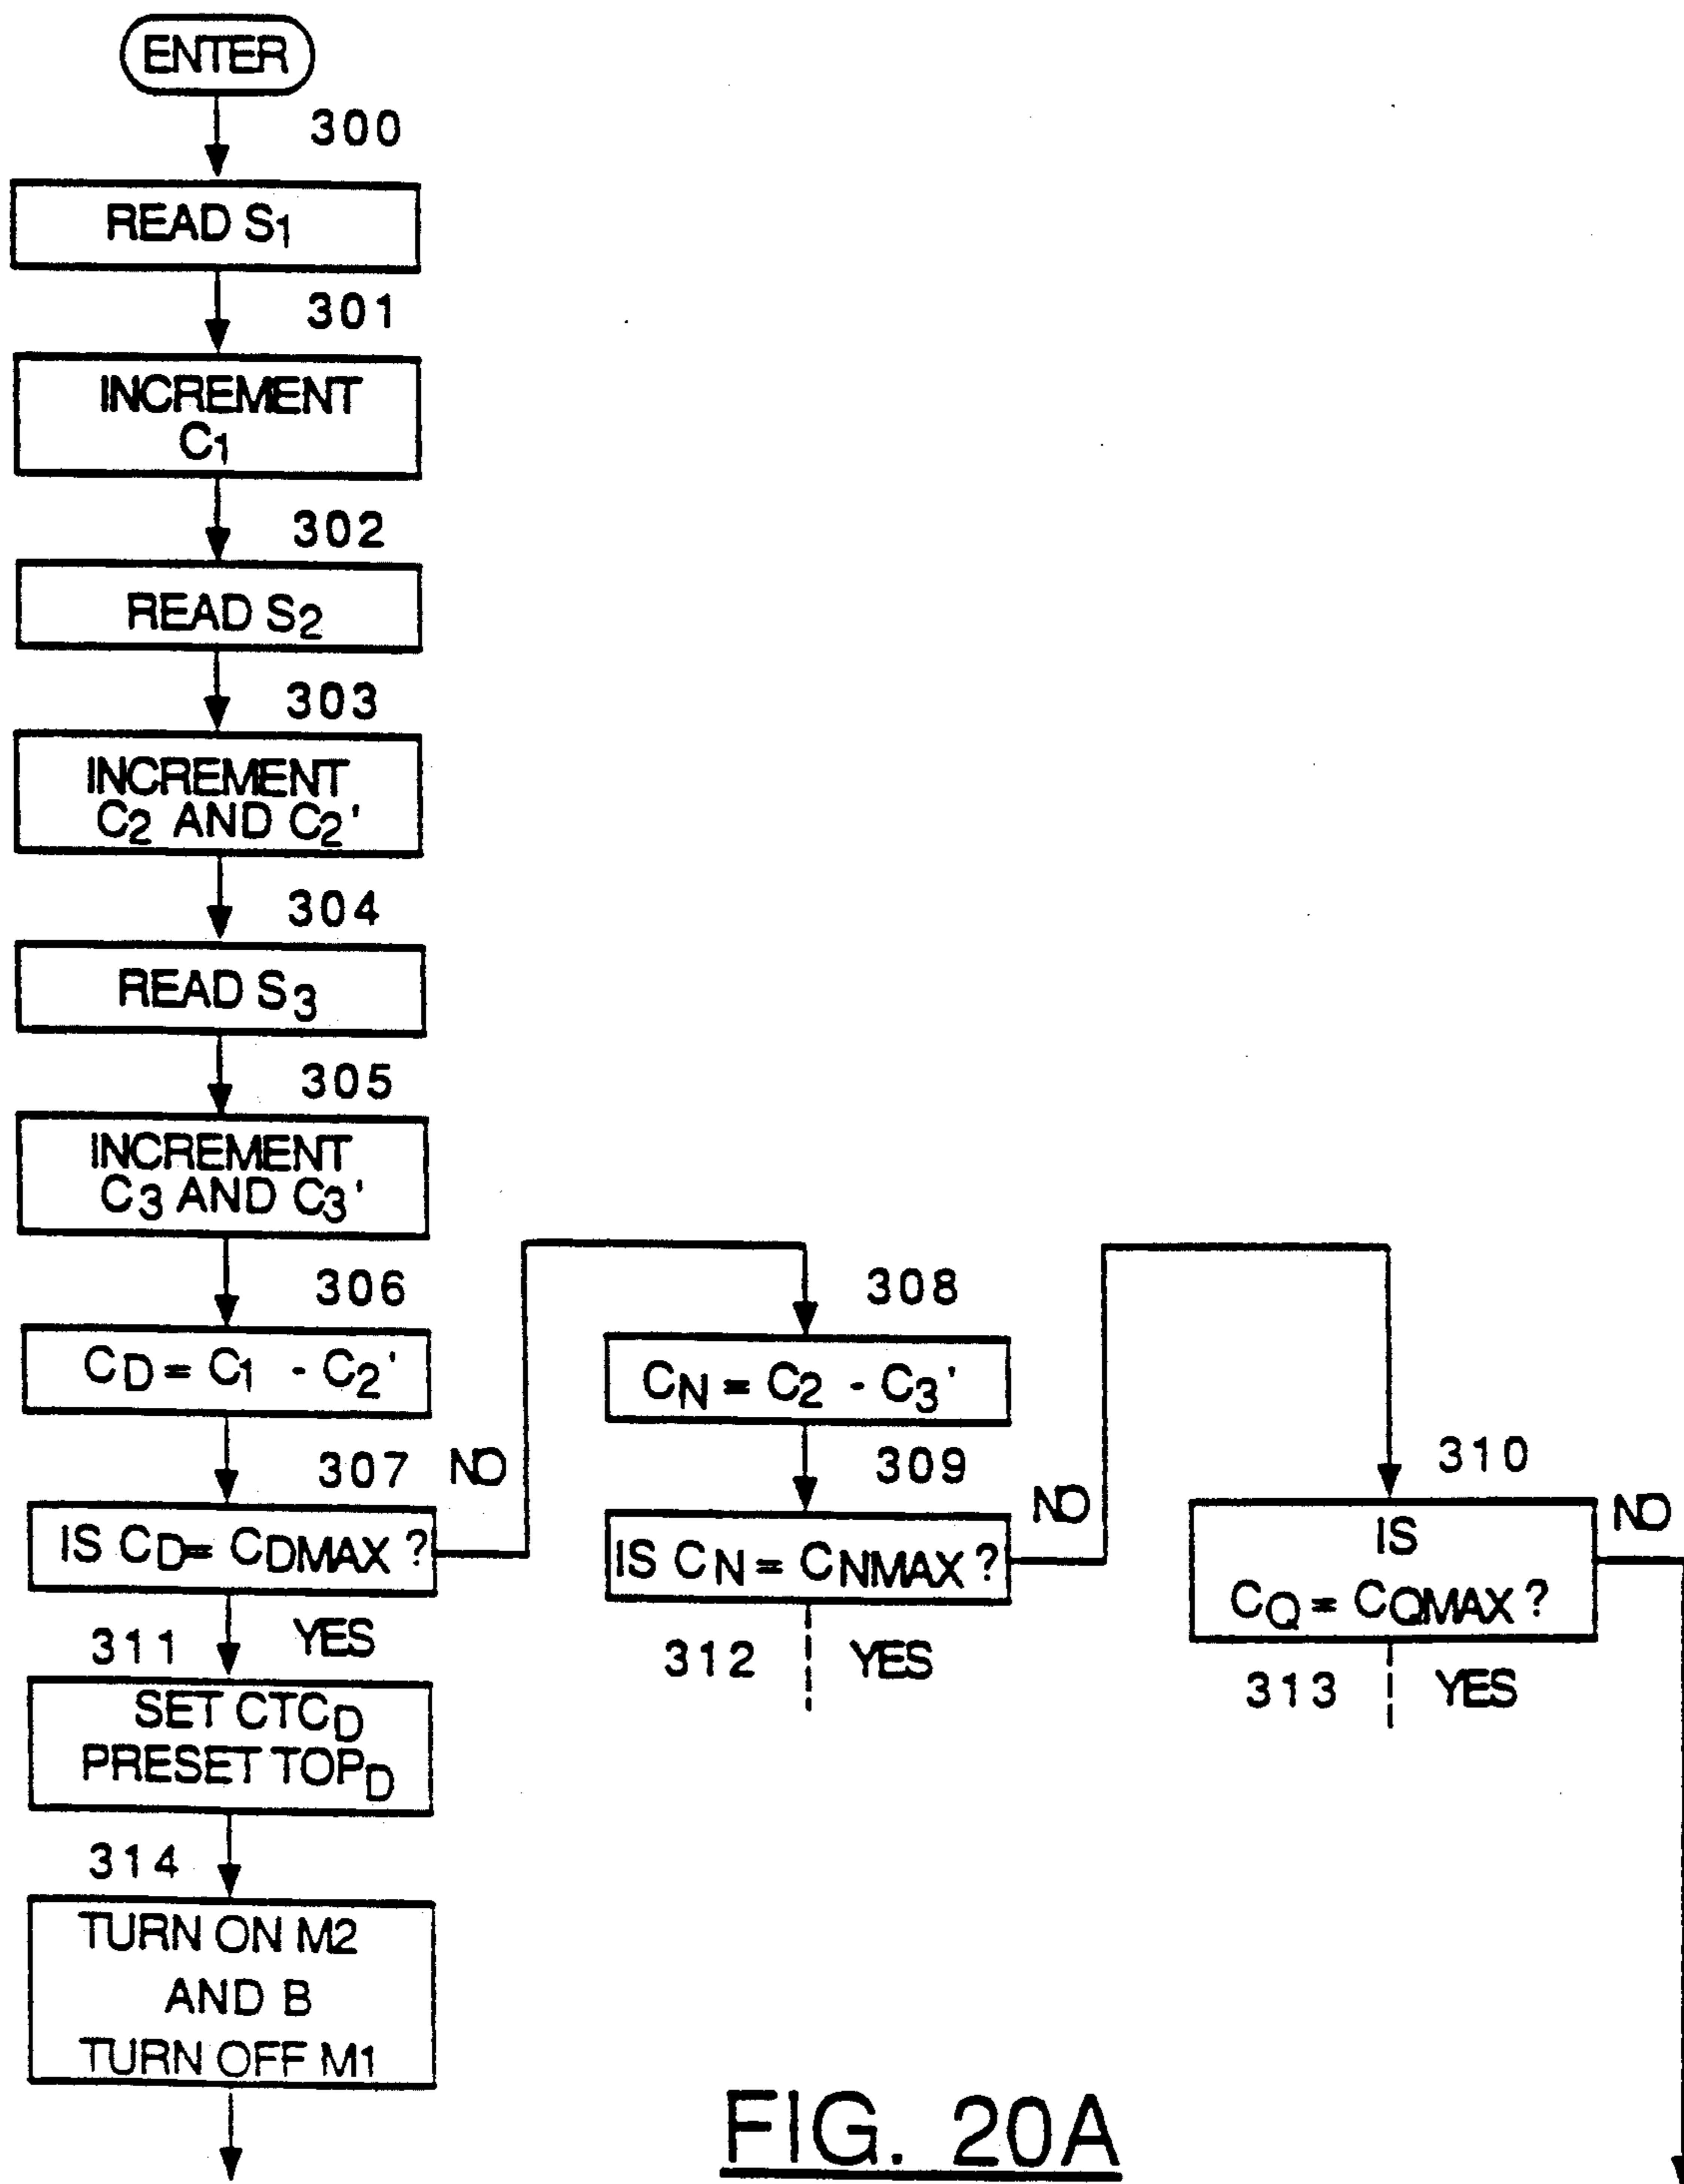 ENTER
300
READ S1
301
INCREMENT
C1
302
READ S2
303
INCREMENT
C2 AND C2'
304
READ S3
305
INCREMENT
C3 AND C3'
306
CD = C1 - C2'
307
NO
IS CD = CDMAX ?
308
CN = C2 - C3'
309
NO
IS CN = CNMAX ?
310
NO
IS
CQ = CQMAX ?
311
YES
SET CTCD
PRESET TOPD
312
YES
313
YES
314
TURN ON M2
AND B
TURN OFF M1
FIG. 20A